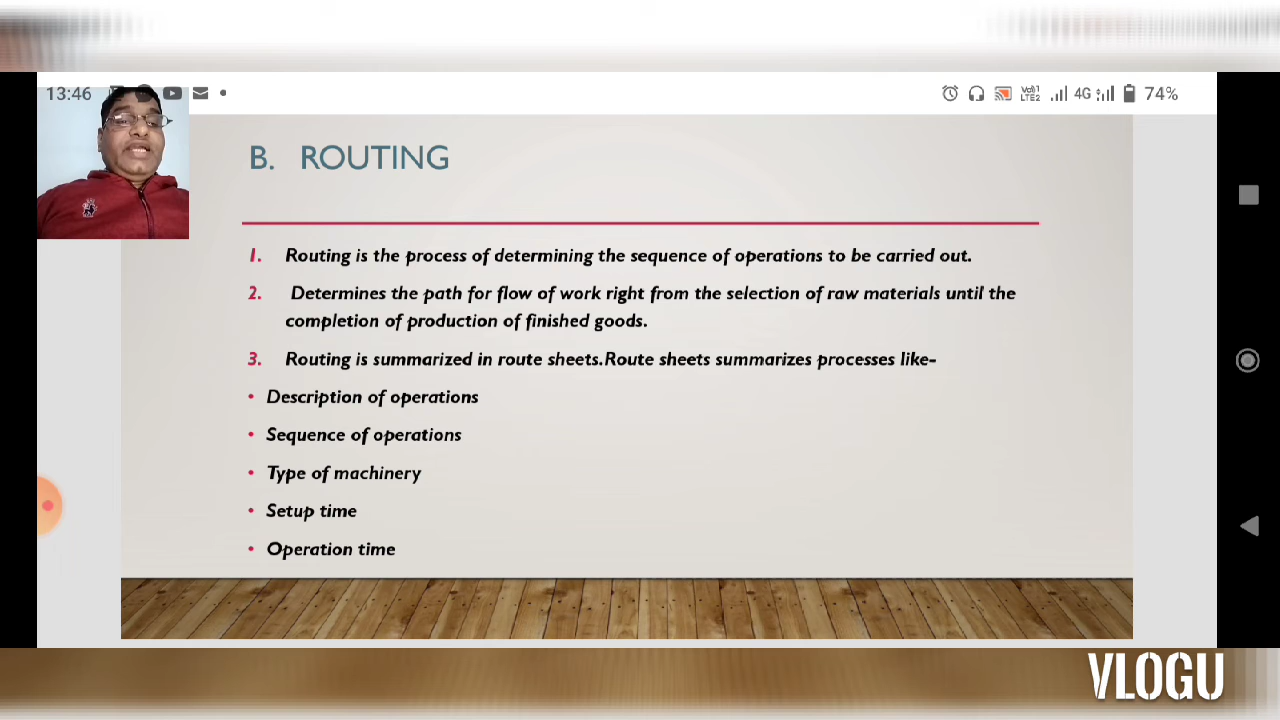 13:46
Vo)) 1
LTE2
4G
74%
B. ROUTING
1. Routing is the process of determining the sequence of operations to be carried out.
2. Determines the path for flow of work right from the selection of raw materials until the
completion of production of finished goods.
3. Routing is summarized in route sheets.Route sheets summarizes processes like-
• Description of operations
• Sequence of operations
• Type of machinery
• Setup time
• Operation time
VLOGU